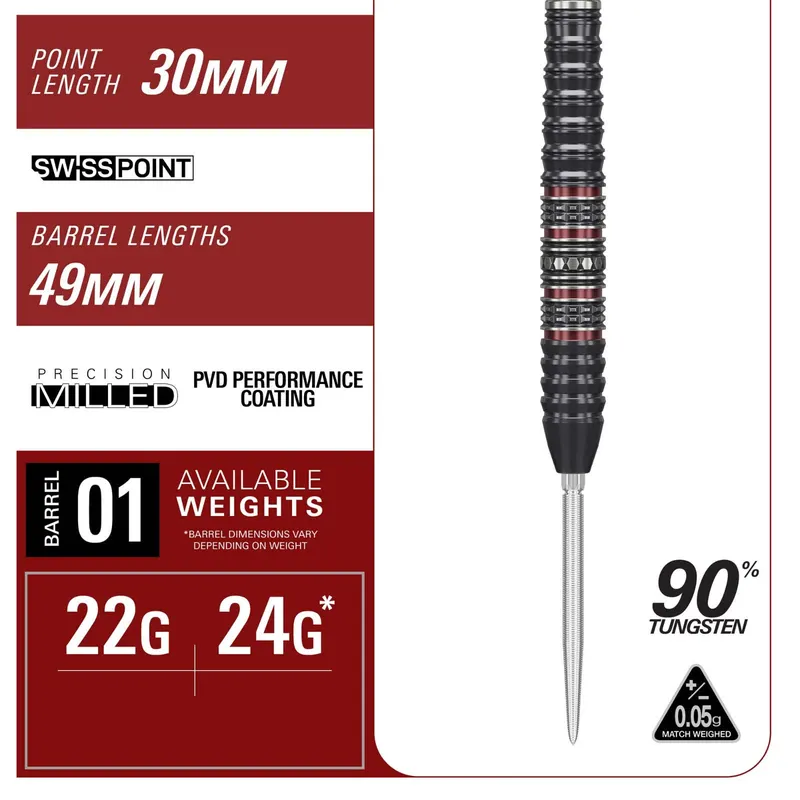 POINT
LENGTH 30MM
SWISSPOINT
BARREL LENGTHS
49MM
PRECISION
MILLED
PVD PERFORMANCE
COATING
BARREL 01
AVAILABLE
WEIGHTS
*BARREL DIMENSIONS VARY
DEPENDING ON WEIGHT
22G 24G*
90%
TUNGSTEN
+/-
0.05g
MATCH WEIGHED